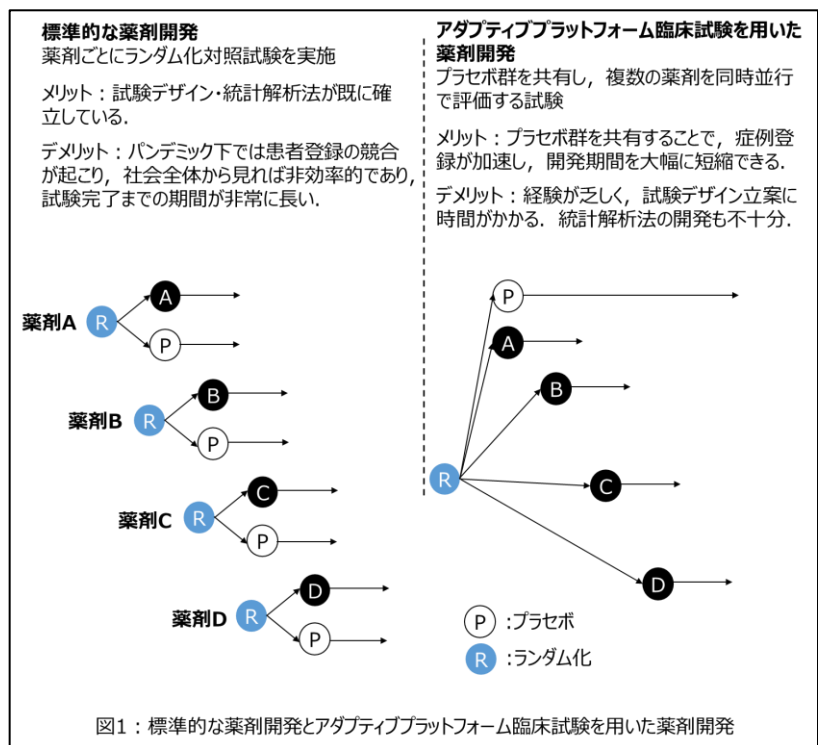 標準的な薬剤開発
薬剤ごとにランダム化対照試験を実施
メリット：試験デザイン・統計解析法が既に確
立している.
デメリット：パンデミック下では患者登録の競合
が起こり，社会全体から見れば非効率的であり，
試験完了までの期間が非常に長い.
アダプティブプラットフォーム臨床試験を用いた
薬剤開発
プラセボ群を共有し，複数の薬剤を同時並行
で評価する試験
メリット：プラセボ群を共有することで，症例登
録が加速し，開発期間を大幅に短縮できる.
デメリット：経験が乏しく，試験デザイン立案に
時間がかかる．統計解析法の開発も不十分.
薬剤A
R
A
P
薬剤B
R
B
P
薬剤C
R
C
P
薬剤D
R
D
P
P
A
B
R
C
D
P :プラセボ
R :ランダム化
図1：標準的な薬剤開発とアダプティブプラットフォーム臨床試験を用いた薬剤開発